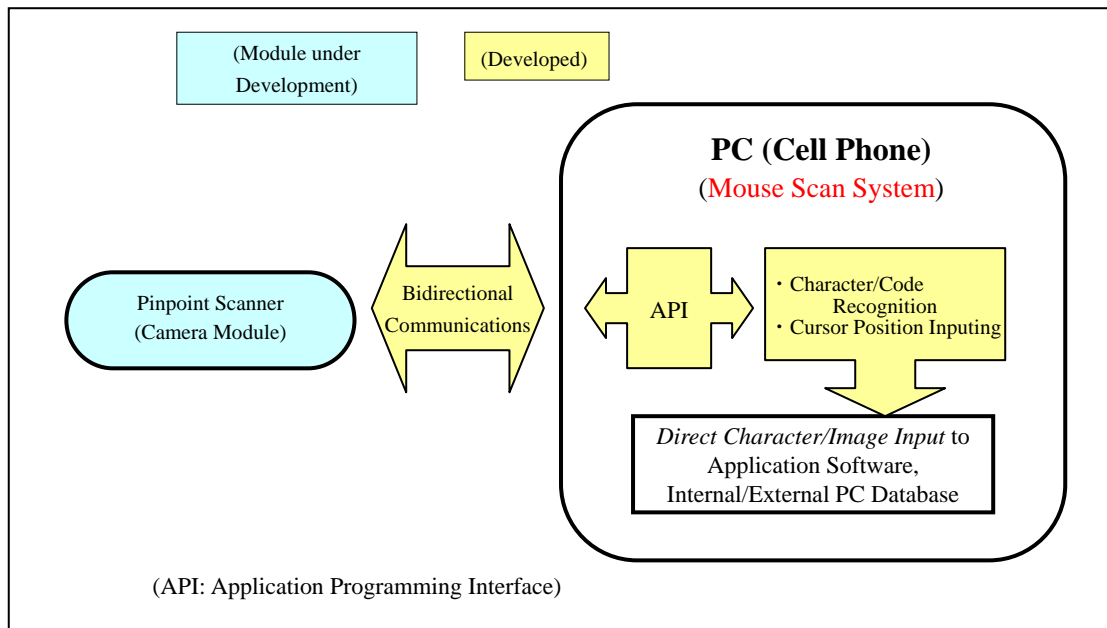 (Module under
Development)
(Developed)
PC (Cell Phone)
(Mouse Scan System)
Pinpoint Scanner
(Camera Module)
Bidirectional
Communications
API
・Character/Code
Recognition
・Cursor Position Inputing
Direct Character/Image Input to
Application Software,
Internal/External PC Database
(API: Application Programming Interface)